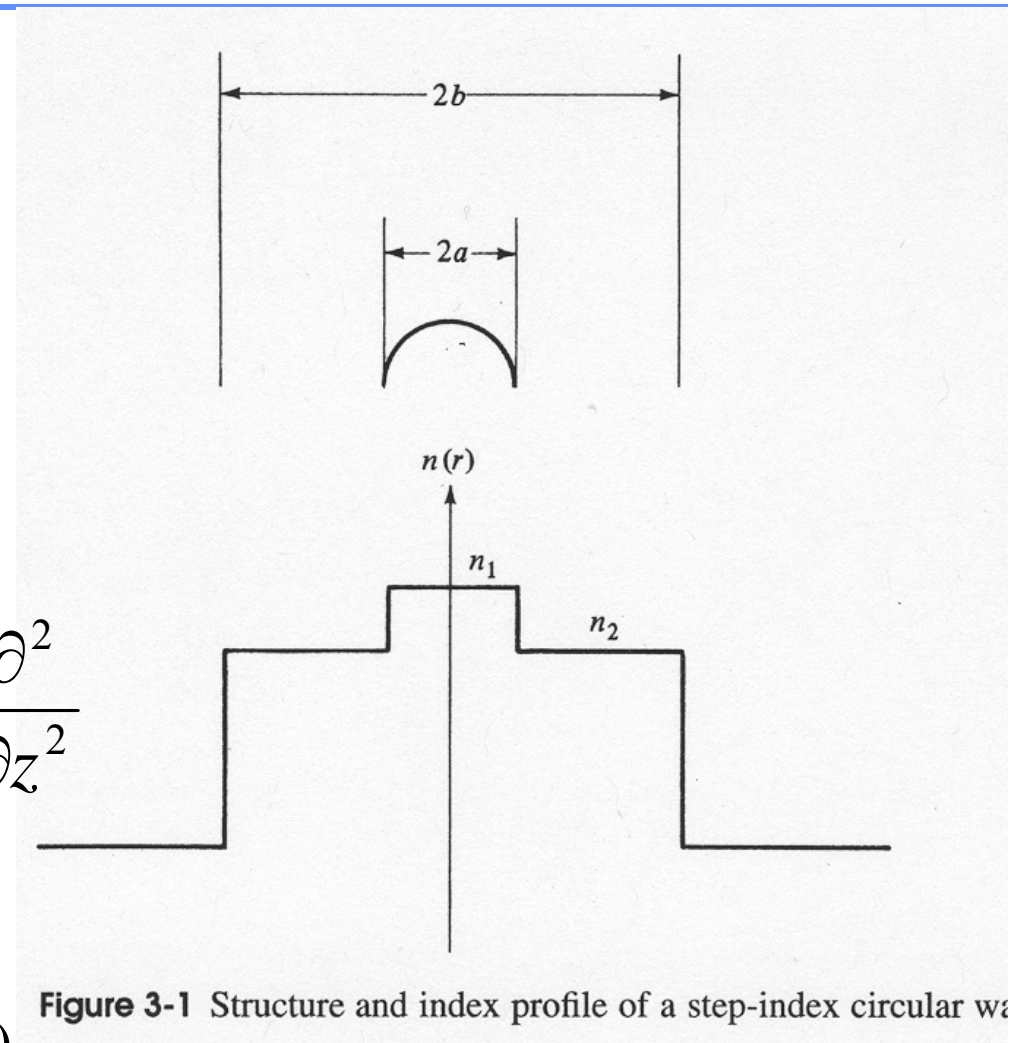 2b
2a
n(r)
n₁
n₂
∂²
∂z²
Figure 3-1 Structure and index profile of a step-index circular wa
)